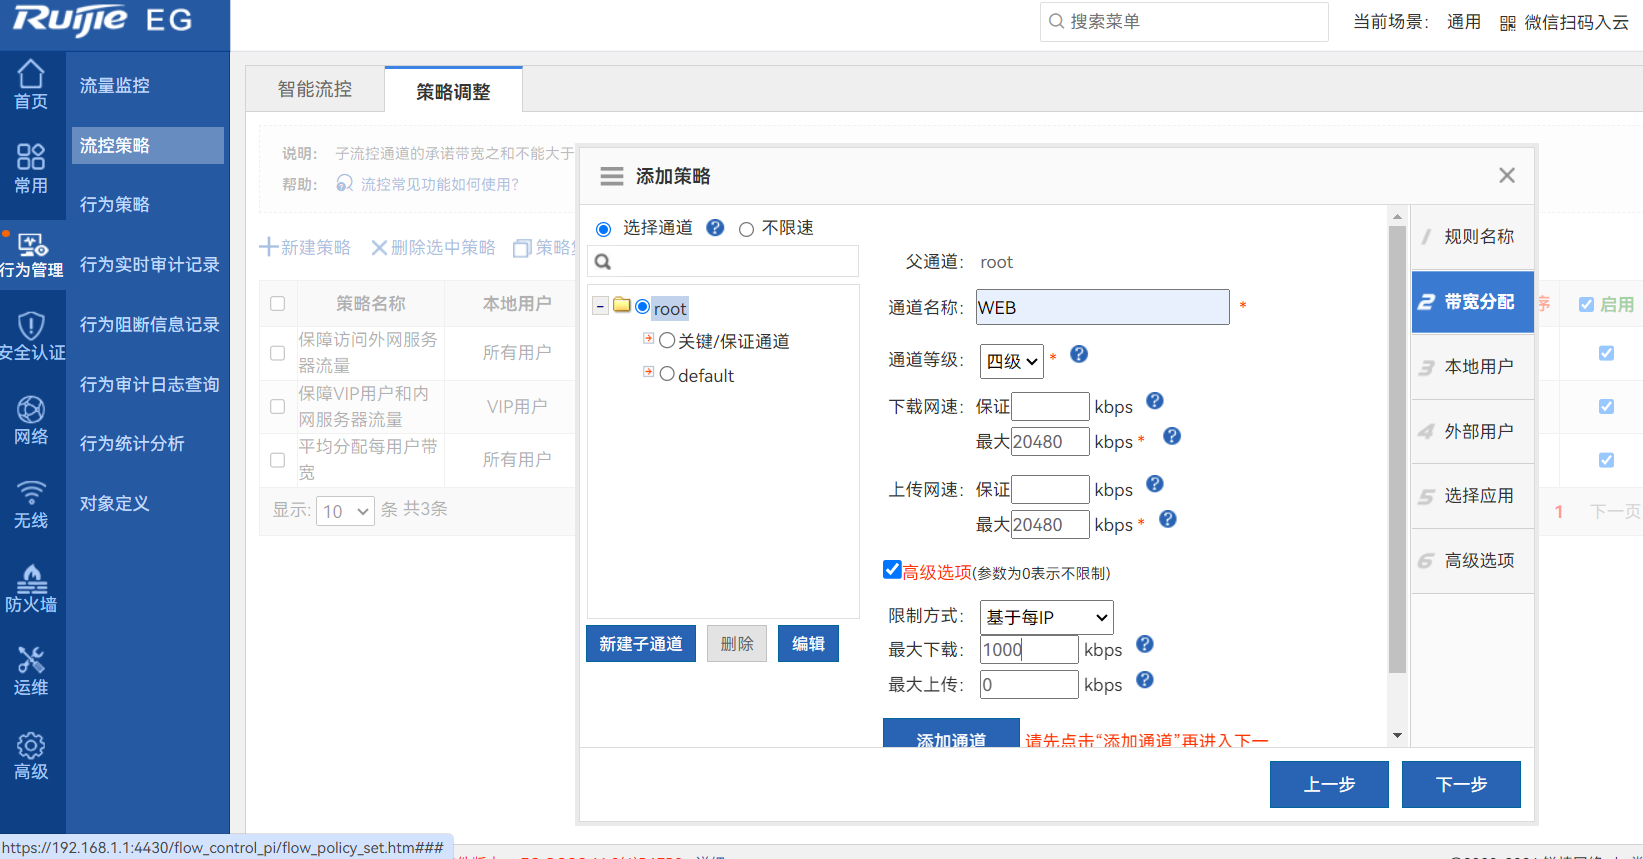 Ruijie EG
搜索菜单
当前场景： 通用 微信扫码入云
首页
常用
行为管理
安全认证
网络
无线
防火墙
运维
高级
流量监控
流控策略
行为策略
行为实时审计记录
行为阻断信息记录
行为审计日志查询
行为统计分析
对象定义
智能流控 策略调整
说明： 子流控通道的承诺带宽之和不能大于
帮助： 流控常见功能如何使用？
新建策略 删除选中策略 策略
策略名称 本地用户
序 启用
保障访问外网服务器流量 所有用户
保障VIP用户和内网服务器流量 VIP用户
平均分配每用户带宽 所有用户
显示: 10 条 共3条
1 下一页
添加策略
选择通道 不限速
root
关键/保证通道
default
新建子通道 删除 编辑
父通道： root
通道名称: WEB *
通道等级: 四级 *
下载网速: 保证 kbps
最大 20480 kbps *
上传网速: 保证 kbps
最大 20480 kbps *
高级选项(参数为0表示不限制)
限制方式: 基于每IP
最大下载: 1000 kbps
最大上传: 0 kbps
添加通道 请先点击“添加通道”再进入下一
1 规则名称
2 带宽分配
3 本地用户
4 外部用户
5 选择应用
6 高级选项
上一步 下一步
https://192.168.1.1:4430/flow_control_pi/flow_policy_set.htm###